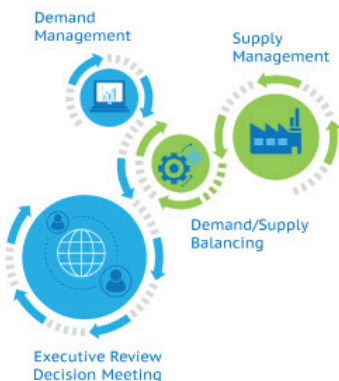 Demand
Management
Supply
Management
Demand/Supply
Balancing
Executive Review
Decision Meeting